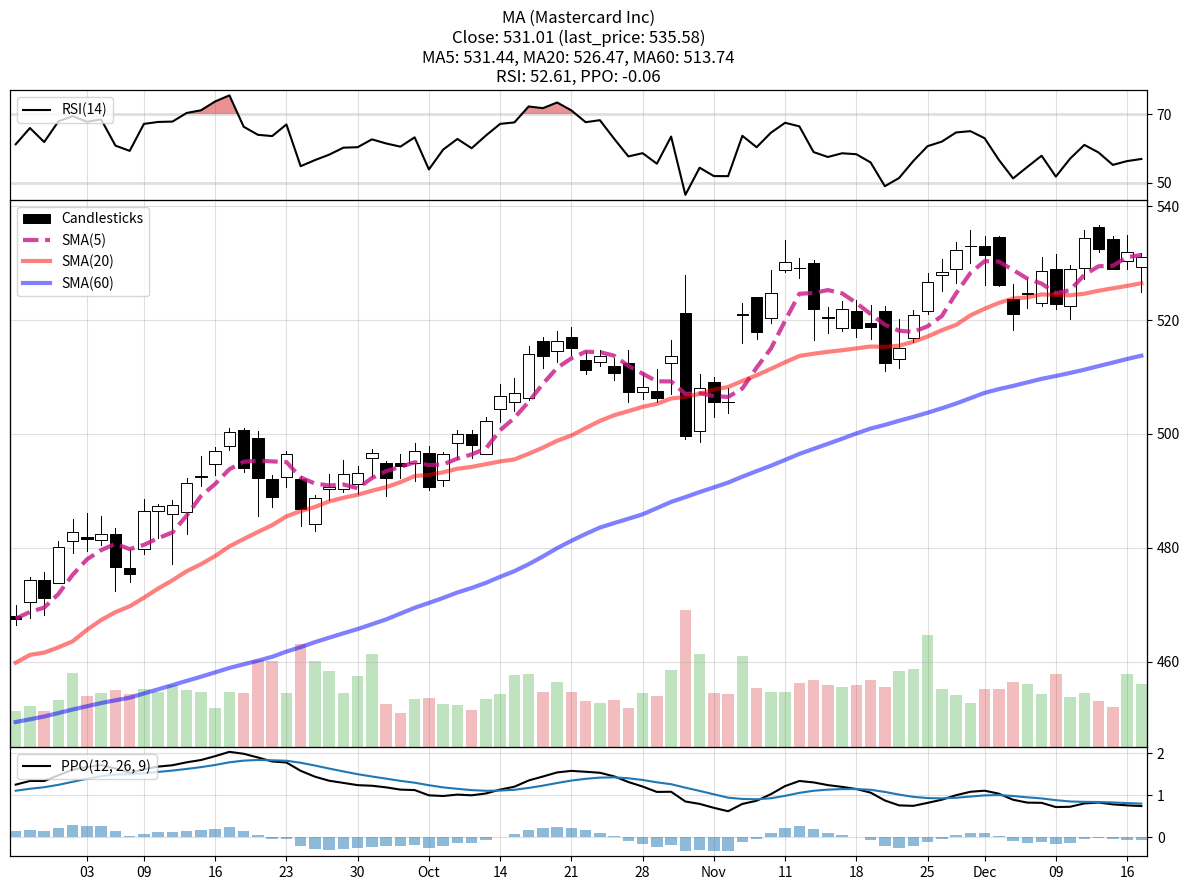 MA (Mastercard Inc)
Close: 531.01 (last_price: 535.58)
MA5: 531.44, MA20: 526.47, MA60: 513.74
RSI: 52.61, PPO: -0.06
RSI(14)
70
50
Candlesticks
SMA(5)
SMA(20)
SMA(60)
540
520
500
480
460
PPO(12, 26, 9)
2
1
0
03 09 16 23 30 Oct 14 21 28 Nov 11 18 25 Dec 09 16